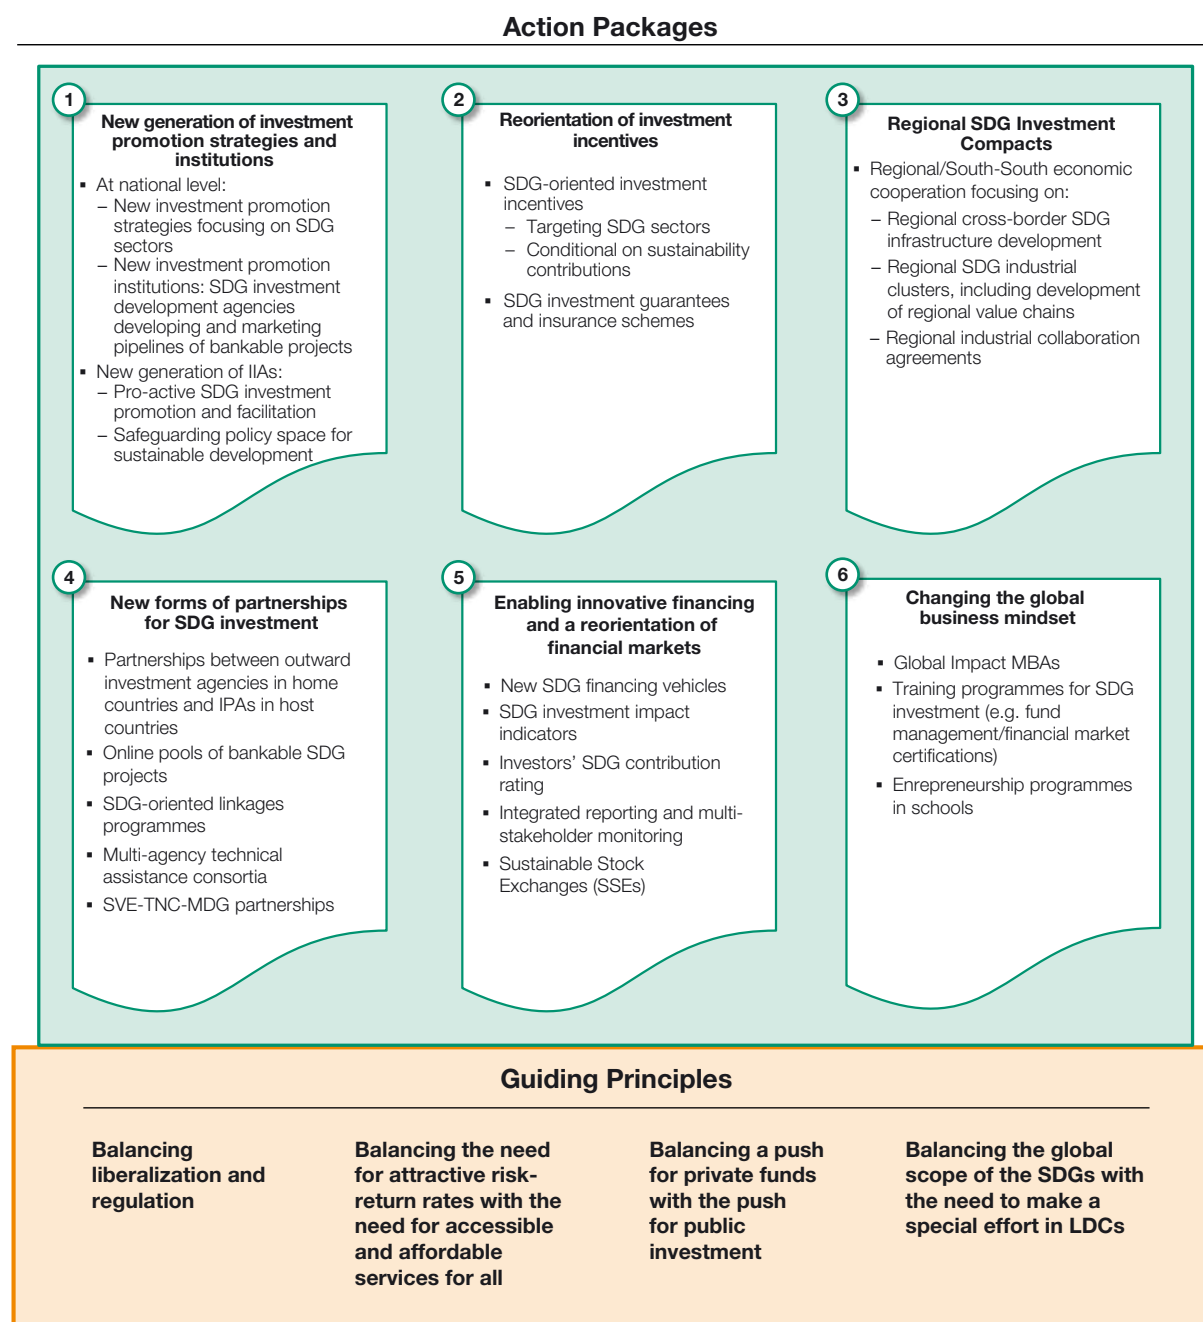 Action Packages
1
New generation of investment
promotion strategies and
institutions
▪ At national level:
– New investment promotion
strategies focusing on SDG
sectors
– New investment promotion
institutions: SDG investment
development agencies
developing and marketing
pipelines of bankable projects
▪ New generation of IIAs:
– Pro-active SDG investment
promotion and facilitation
– Safeguarding policy space for
sustainable development
2
Reorientation of investment
incentives
▪ SDG-oriented investment
incentives
– Targeting SDG sectors
– Conditional on sustainability
contributions
▪ SDG investment guarantees
and insurance schemes
3
Regional SDG Investment
Compacts
▪ Regional/South-South economic
cooperation focusing on:
– Regional cross-border SDG
infrastructure development
– Regional SDG industrial
clusters, including development
of regional value chains
– Regional industrial collaboration
agreements
4
New forms of partnerships
for SDG investment
▪ Partnerships between outward
investment agencies in home
countries and IPAs in host
countries
▪ Online pools of bankable SDG
projects
▪ SDG-oriented linkages
programmes
▪ Multi-agency technical
assistance consortia
▪ SVE-TNC-MDG partnerships
5
Enabling innovative financing
and a reorientation of
financial markets
▪ New SDG financing vehicles
▪ SDG investment impact
indicators
▪ Investors’ SDG contribution
rating
▪ Integrated reporting and multi-
stakeholder monitoring
▪ Sustainable Stock
Exchanges (SSEs)
6
Changing the global
business mindset
▪ Global Impact MBAs
▪ Training programmes for SDG
investment (e.g. fund
management/financial market
certifications)
▪ Enrepreneurship programmes
in schools
Guiding Principles
Balancing
liberalization and
regulation
Balancing the need
for attractive risk-
return rates with the
need for accessible
and affordable
services for all
Balancing a push
for private funds
with the push
for public
investment
Balancing the global
scope of the SDGs with
the need to make a
special effort in LDCs